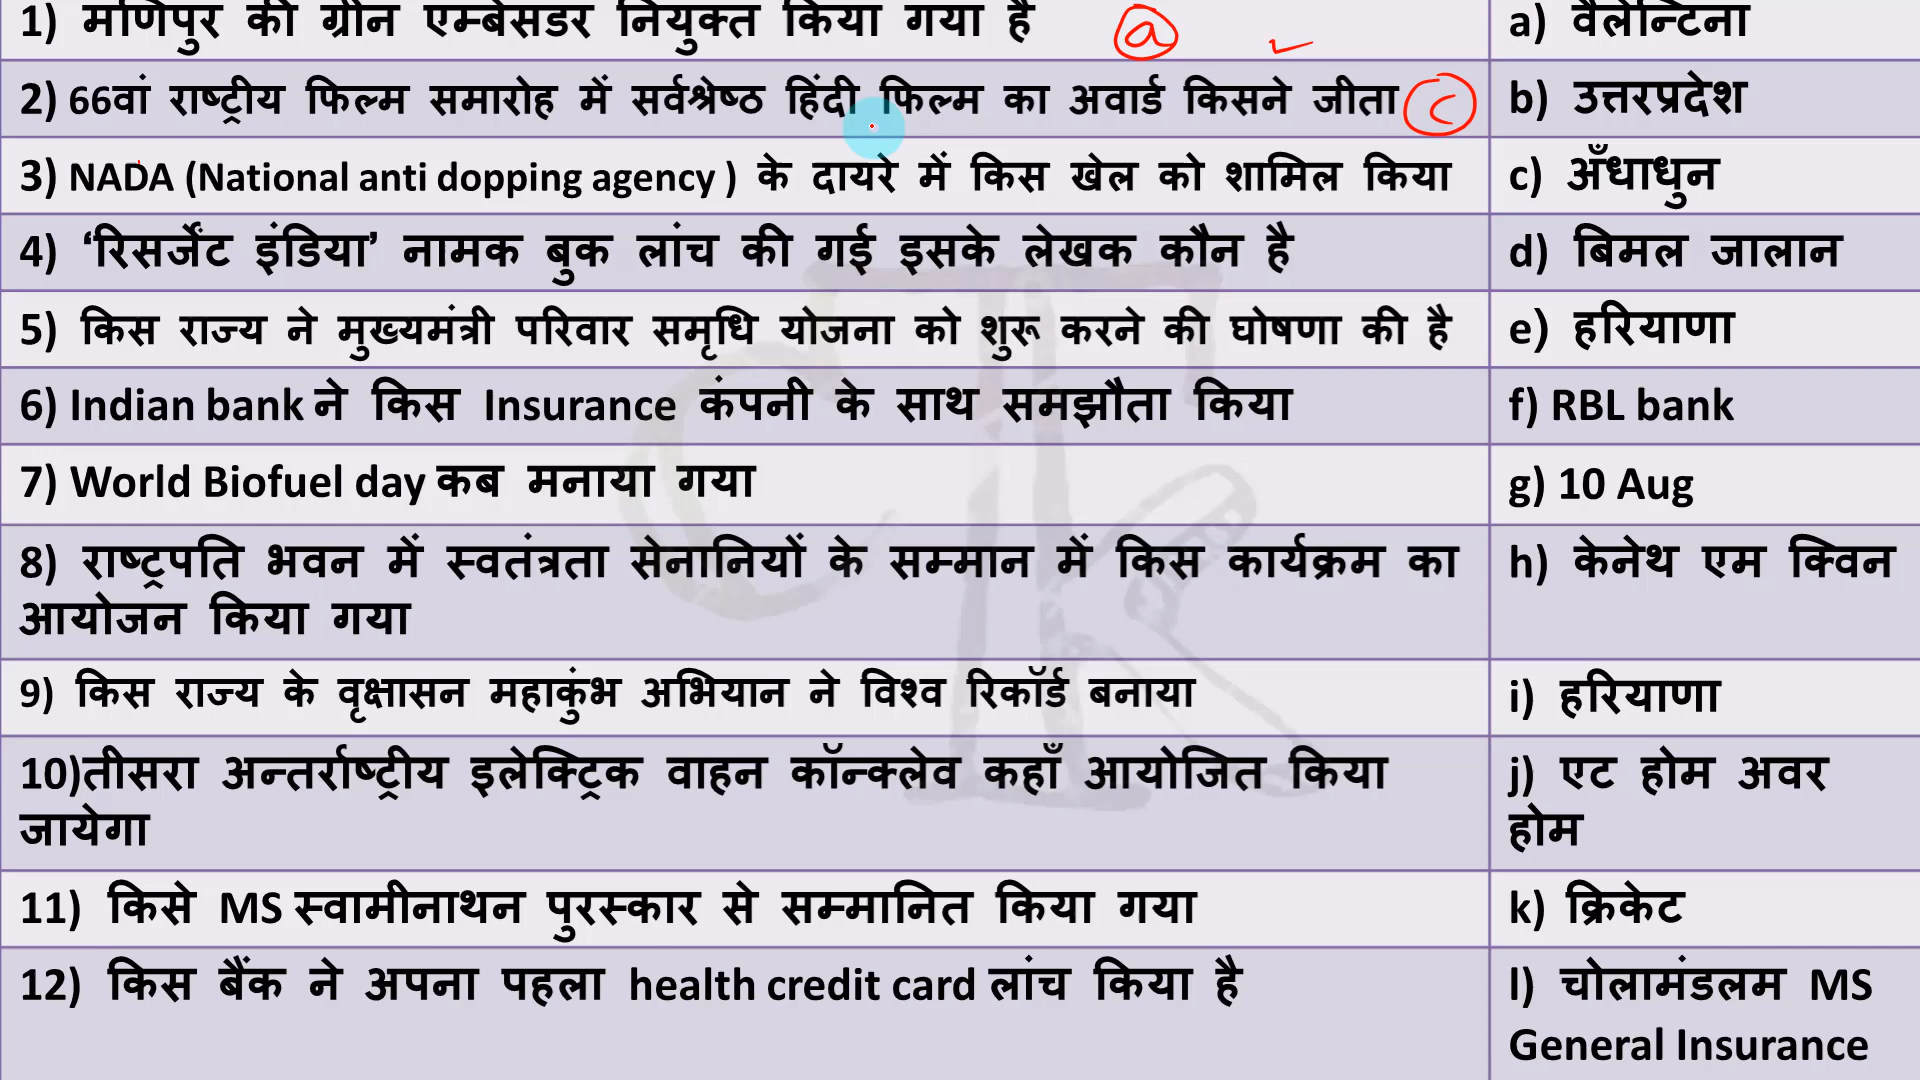 1) मणिपुर की ग्रीन एम्बेसडर नियुक्त किया गया है a
a) वैलेन्टिना
2) 66वां राष्ट्रीय फिल्म समारोह में सर्वश्रेष्ठ हिंदी फिल्म का अवार्ड किसने जीता C
b) उत्तरप्रदेश
3) NADA (National anti dopping agency ) के दायरे में किस खेल को शामिल किया
c) अँधाधुन
4) ‘रिसर्जेंट इंडिया’ नामक बुक लांच की गई इसके लेखक कौन है
d) बिमल जालान
5) किस राज्य ने मुख्यमंत्री परिवार समृधि योजना को शुरू करने की घोषणा की है
e) हरियाणा
6) Indian bank ने किस Insurance कंपनी के साथ समझौता किया
f) RBL bank
7) World Biofuel day कब मनाया गया
g) 10 Aug
8) राष्ट्रपति भवन में स्वतंत्रता सेनानियों के सम्मान में किस कार्यक्रम का
आयोजन किया गया
h) केनेथ एम क्विन
9) किस राज्य के वृक्षासन महाकुंभ अभियान ने विश्व रिकॉर्ड बनाया
i) हरियाणा
10)तीसरा अन्तर्राष्ट्रीय इलेक्ट्रिक वाहन कॉन्क्लेव कहाँ आयोजित किया
जायेगा
j) एट होम अवर
होम
11) किसे MS स्वामीनाथन पुरस्कार से सम्मानित किया गया
k) क्रिकेट
12) किस बैंक ने अपना पहला health credit card लांच किया है
l) चोलामंडलम MS
General Insurance